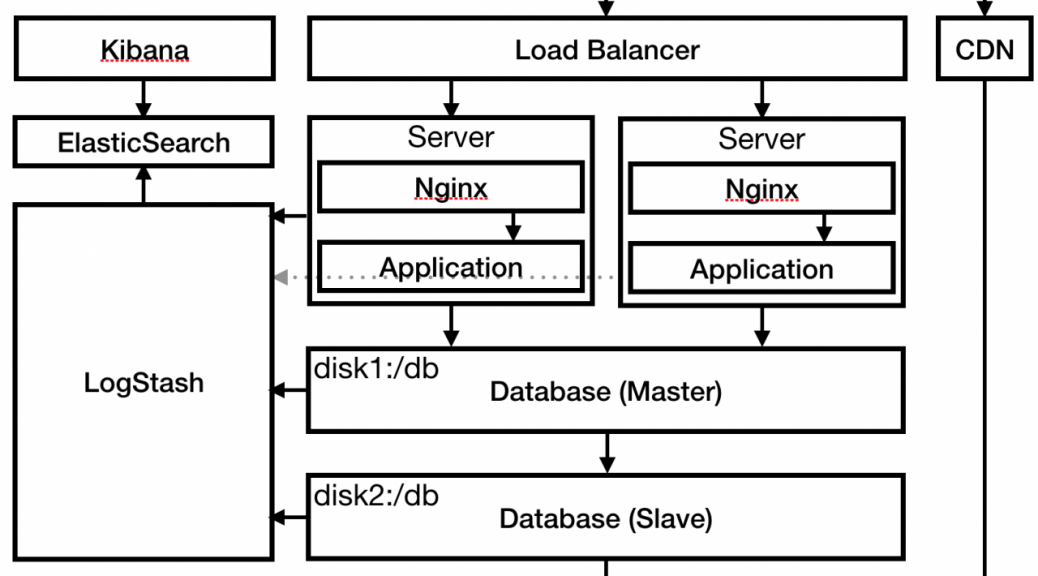 Kibana
Load Balancer
CDN
ElasticSearch
Server
Server
Nginx
Nginx
Application
Application
LogStash
disk1:/db
Database (Master)
disk2:/db
Database (Slave)